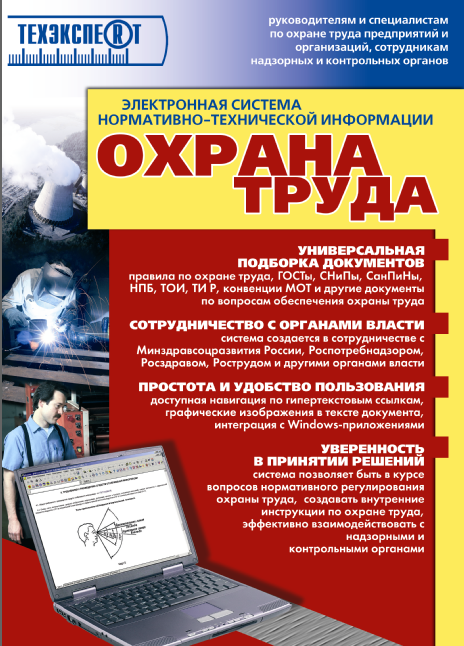 ТЕХЭКСПЕRТ
руководителям и специалистам
по охране труда предприятий и
организаций, сотрудникам
надзорных и контрольных органов
ЭЛЕКТРОННАЯ СИСТЕМА
НОРМАТИВНО-ТЕХНИЧЕСКОЙ ИНФОРМАЦИИ
ОХРАНА
ТРУДА
УНИВЕРСАЛЬНАЯ
ПОДБОРКА ДОКУМЕНТОВ
правила по охране труда, ГОСТы, СНиПы, СанПиНы,
НПБ, ТОИ, ТИ Р, конвенции МОТ и другие документы
по вопросам обеспечения охраны труда
СОТРУДНИЧЕСТВО С ОРГАНАМИ ВЛАСТИ
система создается в сотрудничестве с
Минздравсоцразвития России, Роспотребнадзором,
Росздравом, Рострудом и другими органами власти
ПРОСТОТА И УДОБСТВО ПОЛЬЗОВАНИЯ
доступная навигация по гипертекстовым ссылкам,
графические изображения в тексте документа,
интеграция с Windows-приложениями
УВЕРЕННОСТЬ
В ПРИНЯТИИ РЕШЕНИЙ
система позволяет быть в курсе
вопросов нормативного регулирования
охраны труда, создавать внутренние
инструкции по охране труда,
эффективно взаимодействовать с
надзорными и
контрольными органами